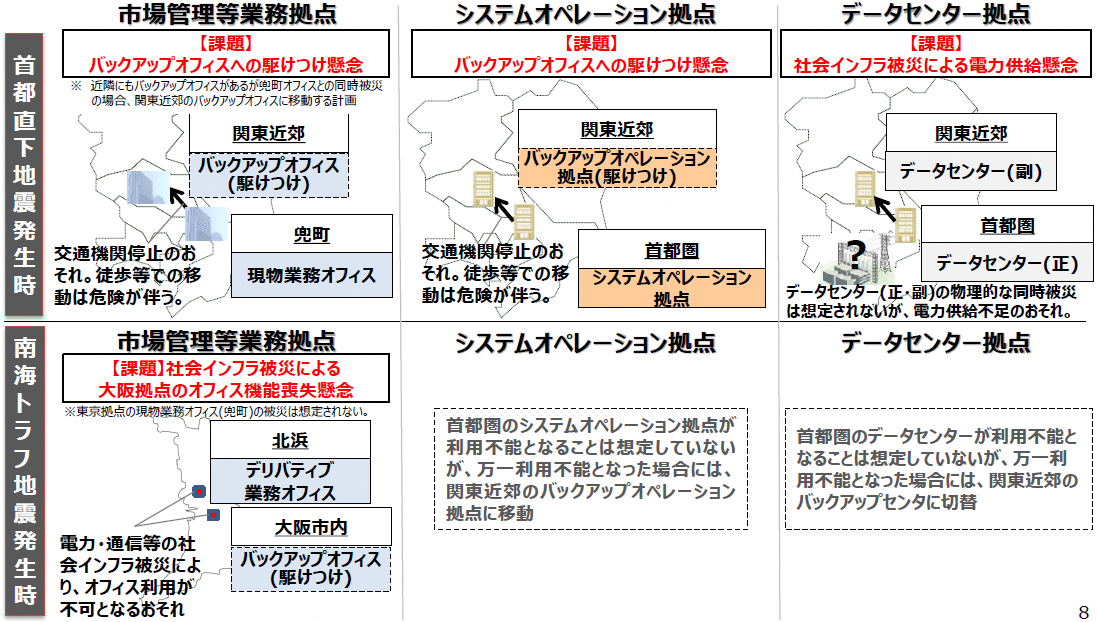 首都直下地震発生時
市場管理等業務拠点
【課題】
バックアップオフィスへの駆けつけ懸念
※ 近隣にもバックアップオフィスがあるが兜町オフィスとの同時被災
の場合、関東近郊のバックアップオフィスに移動する計画
関東近郊
バックアップオフィス
(駆けつけ)
兜町
現物業務オフィス
交通機関停止のお
それ。徒歩等での移
動は危険が伴う。
システムオペレーション拠点
【課題】
バックアップオフィスへの駆けつけ懸念
関東近郊
バックアップオペレーション
拠点(駆けつけ)
首都圏
システムオペレーション
拠点
交通機関停止のお
それ。徒歩等での移
動は危険が伴う。
データセンター拠点
【課題】
社会インフラ被災による電力供給懸念
関東近郊
データセンター(副)
首都圏
データセンター(正)
?
データセンター(正・副)の物理的な同時被災
は想定されないが、電力供給不足のおそれ。
南海トラフ地震発生時
市場管理等業務拠点
【課題】社会インフラ被災による
大阪拠点のオフィス機能喪失懸念
※東京拠点の現物業務オフィス(兜町)の被災は想定されない。
北浜
デリバティブ
業務オフィス
大阪市内
バックアップオフィス
(駆けつけ)
電力・通信等の社
会インフラ被災によ
り、オフィス利用が
不可となるおそれ
システムオペレーション拠点
首都圏のシステムオペレーション拠点が
利用不能となることは想定していない
が、万一利用不能となった場合には、
関東近郊のバックアップオペレーション
拠点に移動
データセンター拠点
首都圏のデータセンターが利用不能と
なることは想定していないが、万一利
用不能となった場合には、関東近郊の
バックアップセンタに切替
8